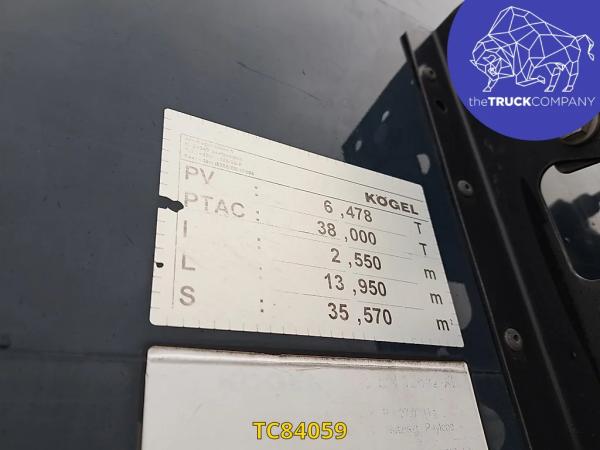 theTRUCKCOMPANY
KÖGEL
PV : 6,478 T
PTAC : 38,000 T
I : 2,550 m
L : 13,950 m
S : 35,570 m²
TC84059